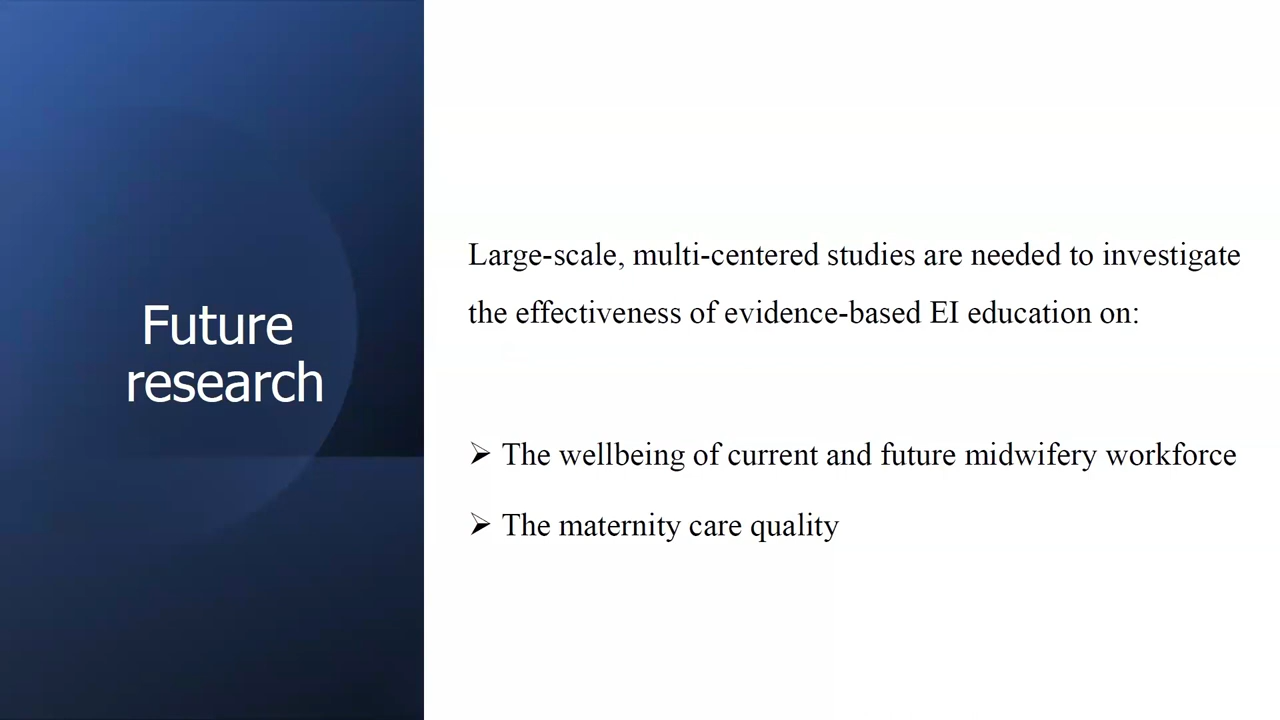 Future
research
Large-scale, multi-centered studies are needed to investigate
the effectiveness of evidence-based EI education on:
➢ The wellbeing of current and future midwifery workforce
➢ The maternity care quality